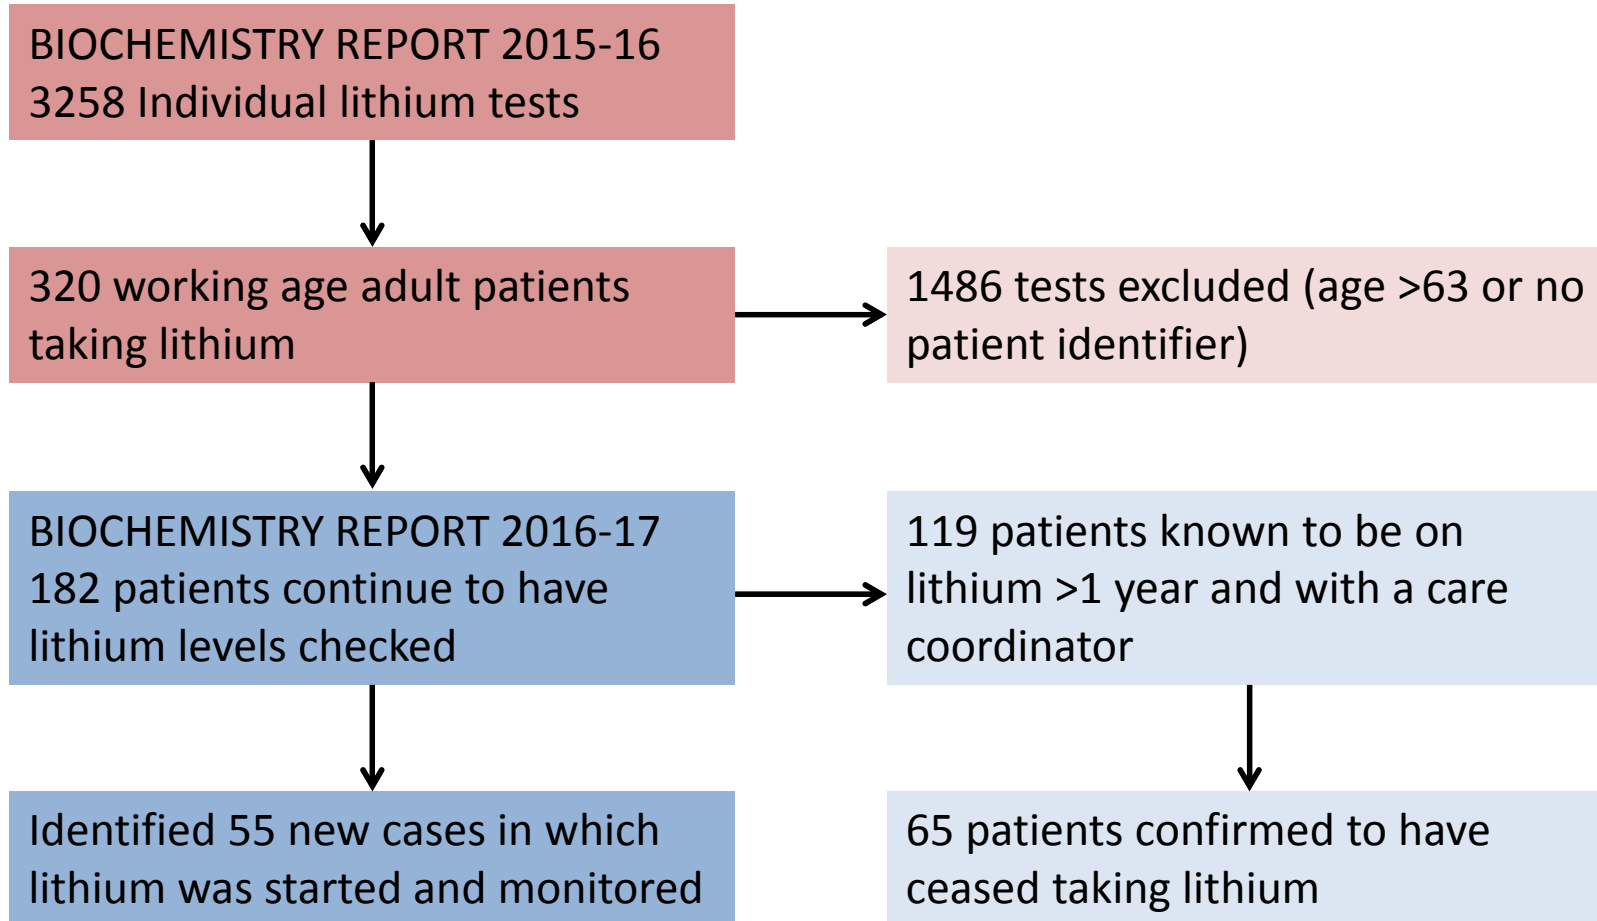 BIOCHEMISTRY REPORT 2015-16
3258 Individual lithium tests
320 working age adult patients
taking lithium
1486 tests excluded (age >63 or no
patient identifier)
BIOCHEMISTRY REPORT 2016-17
182 patients continue to have
lithium levels checked
119 patients known to be on
lithium >1 year and with a care
coordinator
Identified 55 new cases in which
lithium was started and monitored
65 patients confirmed to have
ceased taking lithium